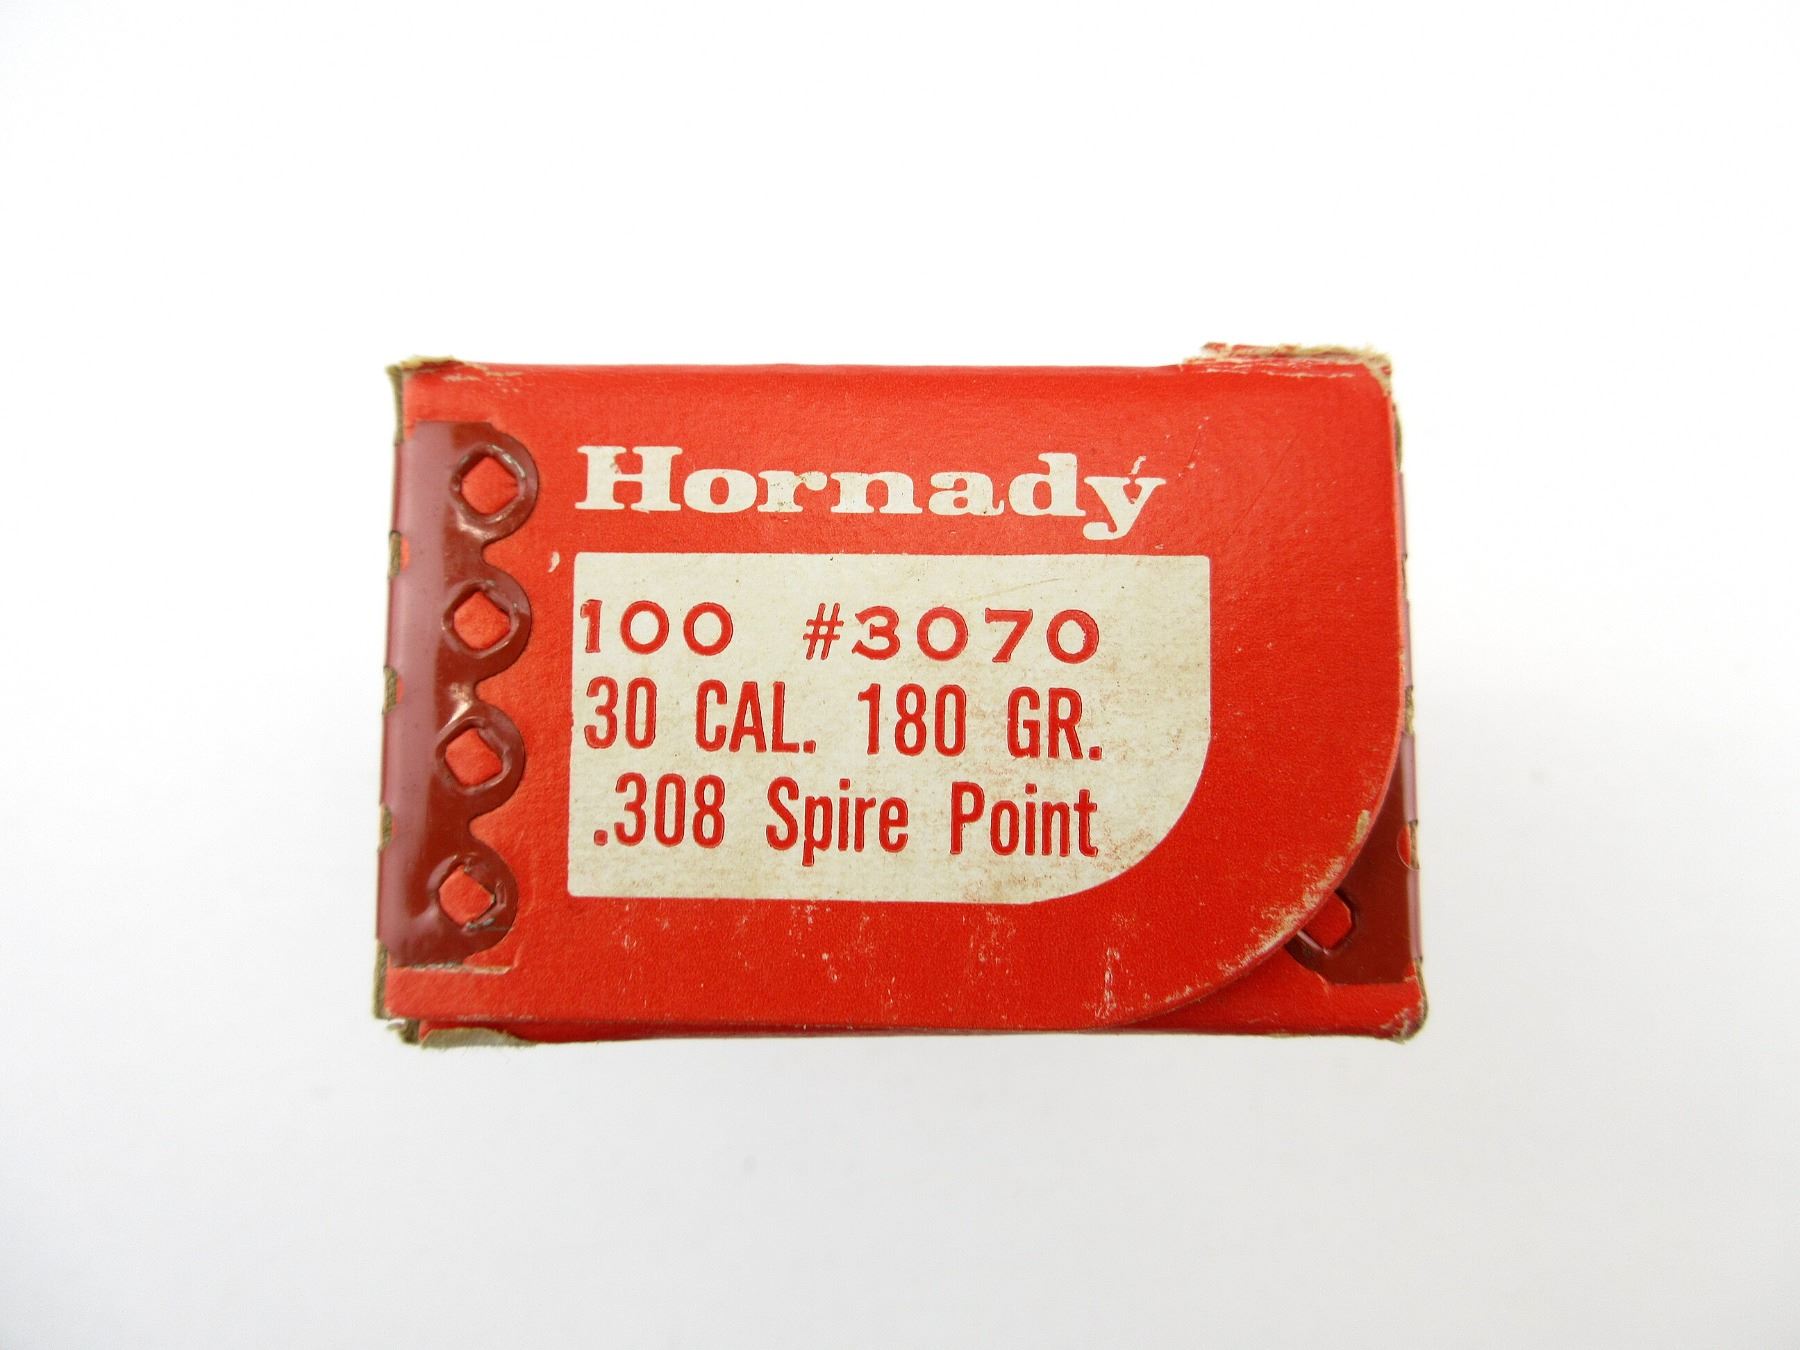 Hornady
100 #3070
30 CAL. 180 GR.
.308 Spire Point